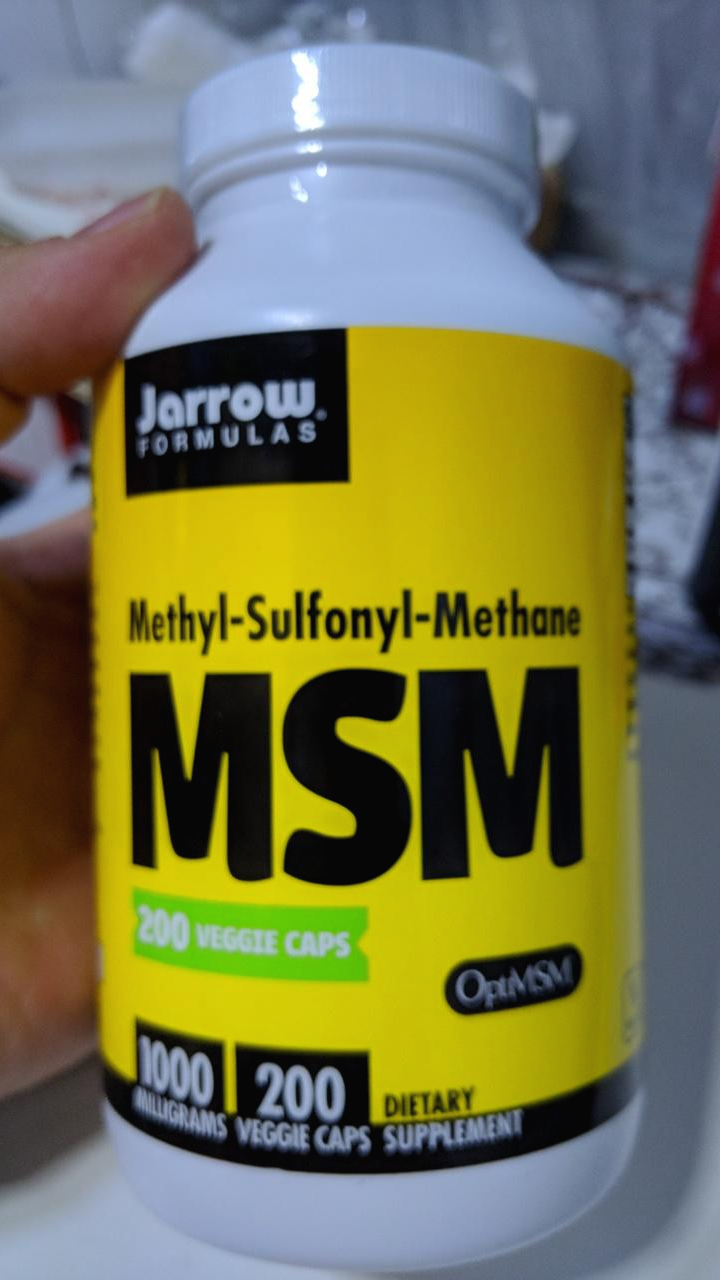 Jarrow
FORMULAS
Methyl-Sulfonyl-Methane
MSM
200 VEGGIE CAPS
OptiMSM
1000
MILLIGRAMS
200
VEGGIE CAPS
DIETARY
SUPPLEMENT